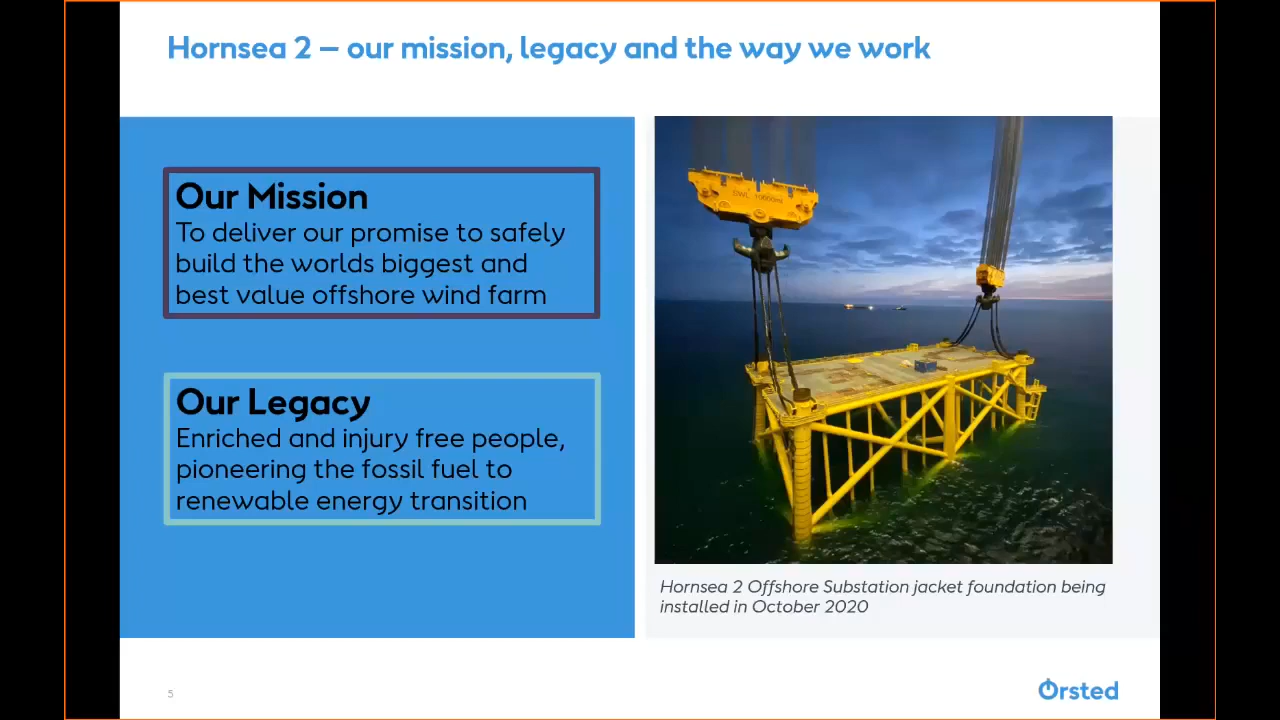 Hornsea 2 – our mission, legacy and the way we work
Our Mission
To deliver our promise to safely
build the worlds biggest and
best value offshore wind farm
Our Legacy
Enriched and injury free people,
pioneering the fossil fuel to
renewable energy transition
Hornsea 2 Offshore Substation jacket foundation being
installed in October 2020
5
Ørsted